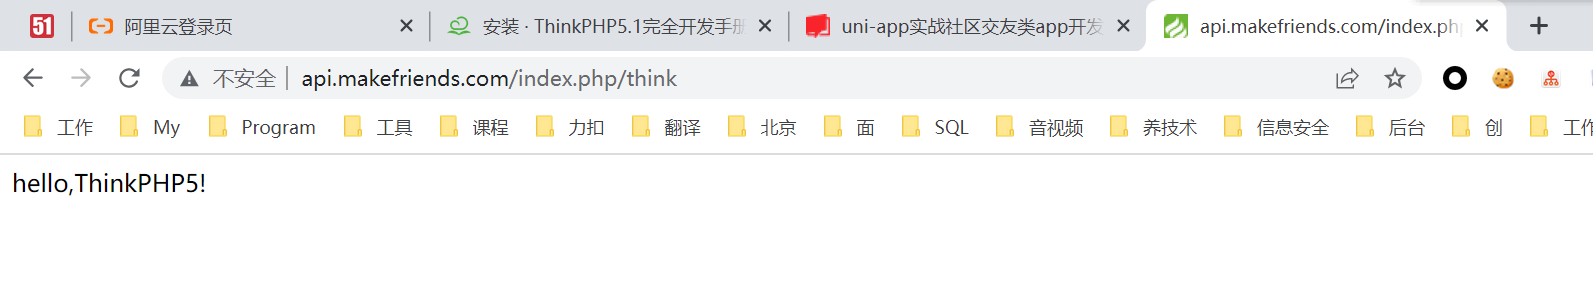 51 阿里云登录页 安装 · ThinkPHP5.1完全开发手册 uni-app实战社区交友类app开发 api.makefriends.com/index.php
不安全 api.makefriends.com/index.php/think
工作 My Program 工具 课程 力扣 翻译 北京 面 SQL 音视频 养技术 信息安全 后台 创 工作
hello,ThinkPHP5!